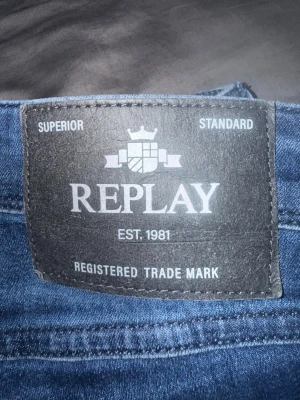 SUPERIOR STANDARD
REPLAY
EST. 1981
REGISTERED TRADE MARK